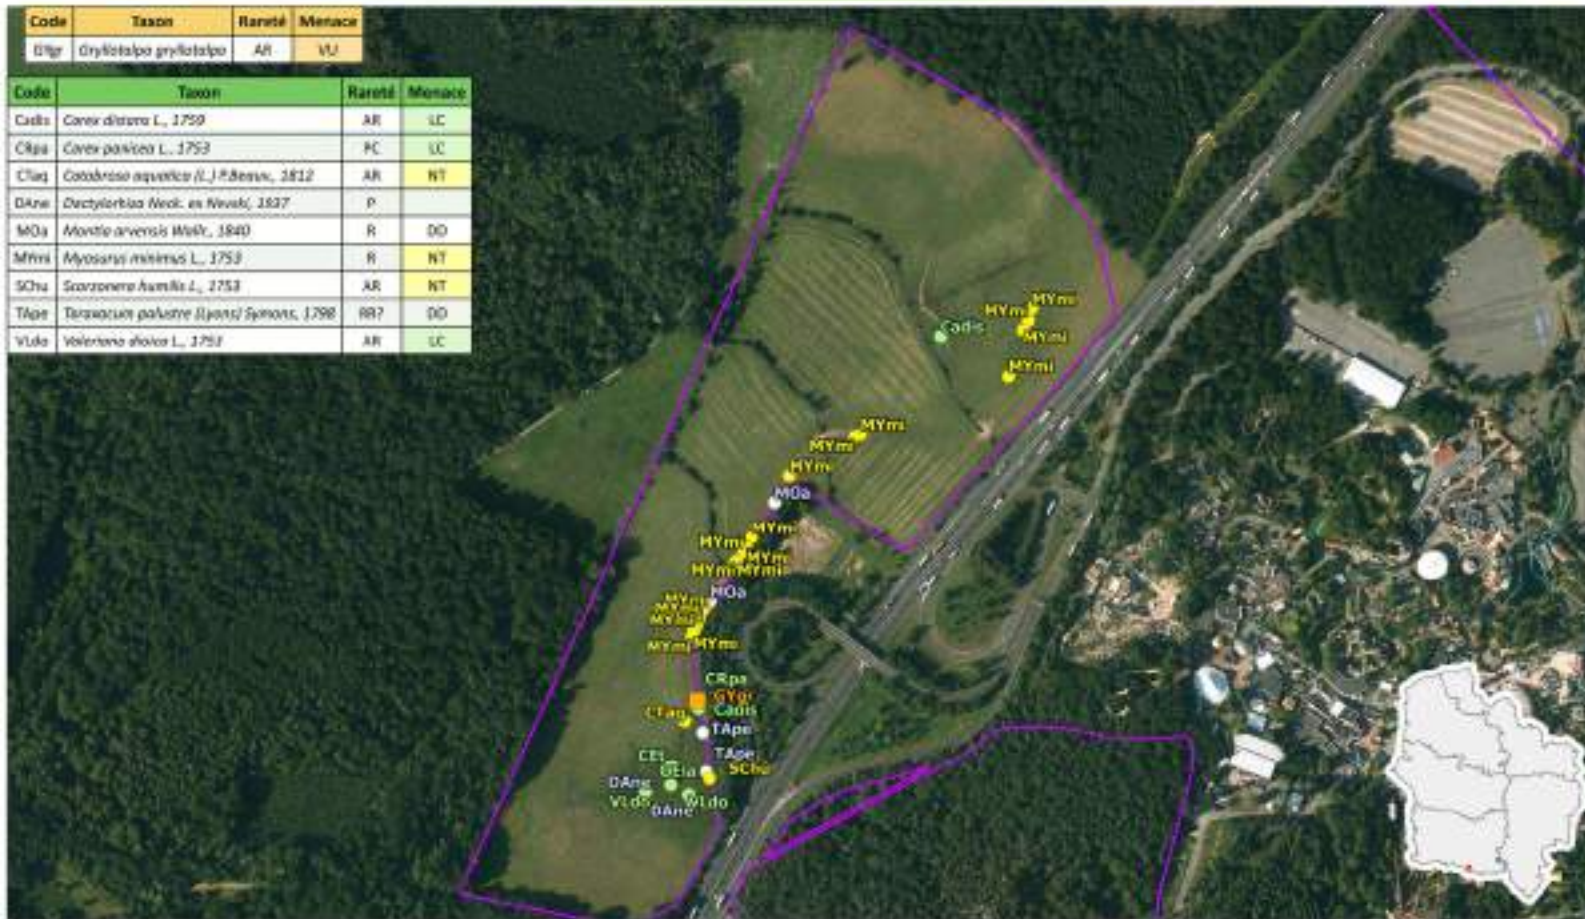 Code Taxon Rareté Menace
GYgr Gryllotalpa gryllotalpa AR VU
Code Taxon Rareté Menace
Cadis Carex distans L., 1759 AR LC
CRpa Carex panicea L., 1753 PC LC
CTaq Catabrosa aquatica (L.) P.Beauv., 1812 AR NT
DAne Dactylorhiza Neck. ex Nevski, 1937 P
MOa Montia arvensis Wallr., 1840 R DD
MYmi Myosurus minimus L., 1753 R NT
SChu Scorzonera humilis L., 1753 AR NT
TApe Taraxacum palustre (Lyons) Symons, 1798 RR? DD
VLdo Valeriana dioica L., 1753 AR LC
MYmi
MYmi
Cadis
MYmi
MYmi
MYmi
MYmi
MYmi
MOa
MYmi
MYmi
MYmi
MYmi MYmi
MOa
MYmi
MYmi
MYmi
MYmi MYmi
CRpa
GYgr
CTaq Cadis
TApe
TApe
SChu
DAne
VLdo VLdo
DAne